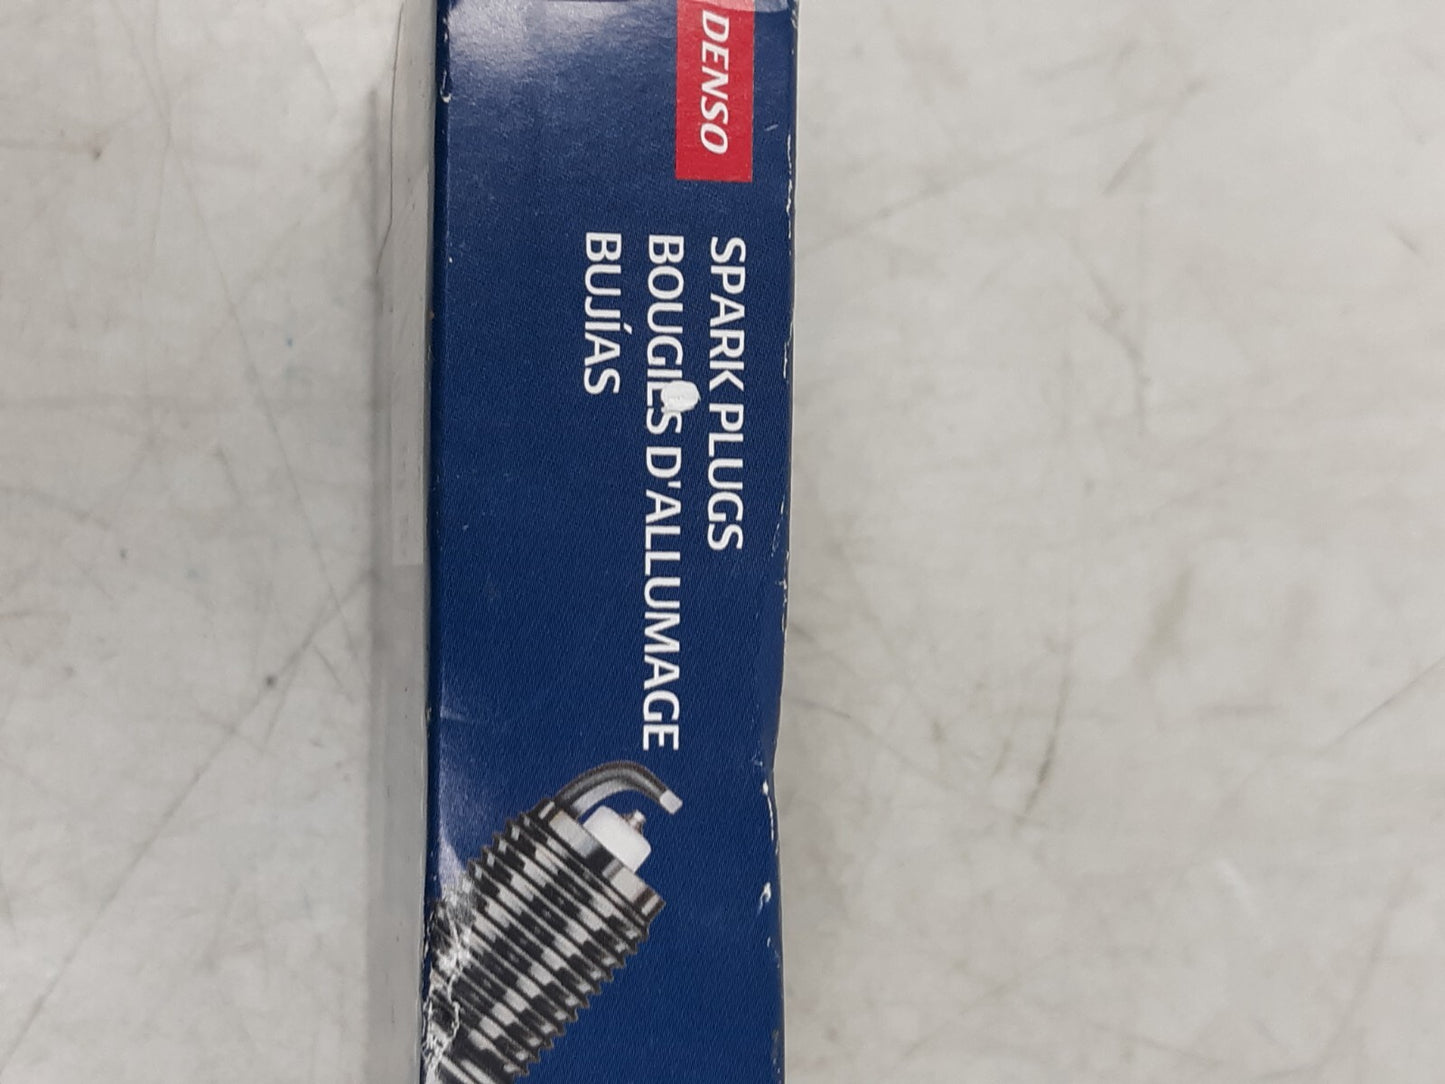 DENSO
SPARK PLUGS
BOUGIES D'ALLUMAGE
BUJÍAS